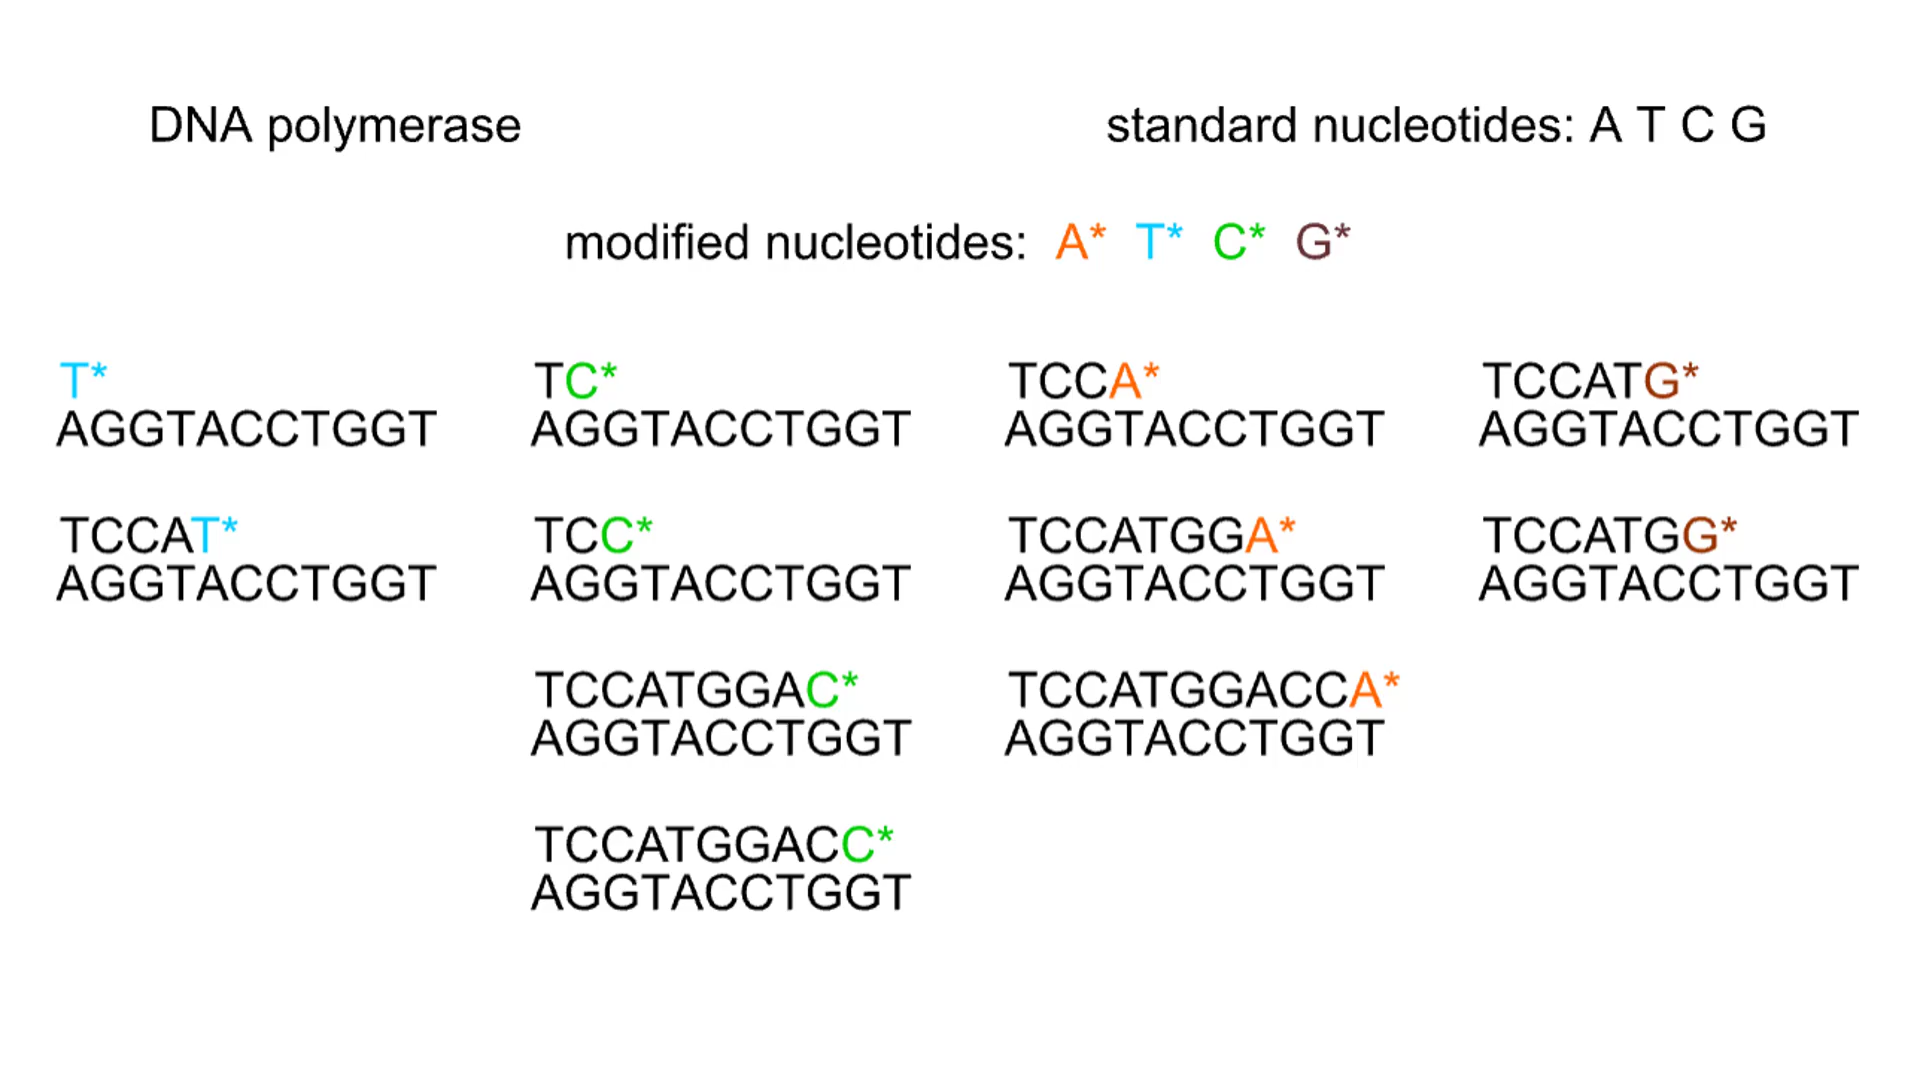 DNA polymerase
standard nucleotides: A T C G
modified nucleotides: A* T* C* G*
T*
AGGTACCTGGT
TC*
AGGTACCTGGT
TCCA*
AGGTACCTGGT
TCCATG*
AGGTACCTGGT
TCCAT*
AGGTACCTGGT
TCC*
AGGTACCTGGT
TCCATGGA*
AGGTACCTGGT
TCCATGG*
AGGTACCTGGT
TCCATGGAC*
AGGTACCTGGT
TCCATGGACCA*
AGGTACCTGGT
TCCATGGACC*
AGGTACCTGGT